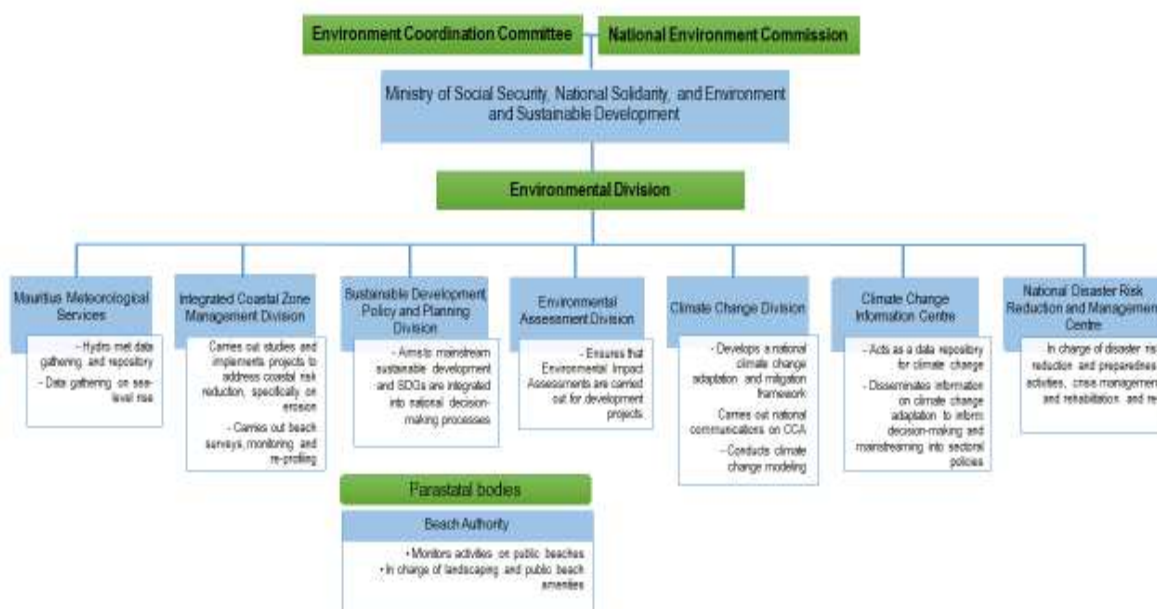 Environment Coordination Committee
National Environment Commission
Ministry of Social Security, National Solidarity, and Environment
and Sustainable Development
Environmental Division
Mauritius Meteorological
Services
- Hydro met data
gathering and repository
- Data gathering on sea-
level rise
Integrated Coastal Zone
Management Division
Carries out studies and
implements projects to
address coastal risk
reduction, specifically on
erosion
- Carries out beach
surveys, monitoring and
re-profiling
Sustainable Development
Policy and Planning
Division
- Aims to mainstream
sustainable development
and SDGs are integrated
into national decision-
making processes
Environmental
Assessment Division
- Ensures that
Environmental Impact
Assessments are carried
out for development
projects.
Climate Change Division
- Develops a national
climate change
adaptation and mitigation
framework
Carries out national
communications on CCA
- Conducts climate
change modeling
Climate Change
Information Centre
- Acts as a data repository
for climate change
- Disseminates information
on climate change
adaptation to inform
decision-making and
mainstreaming into sectoral
policies
National Disaster Risk
Reduction and Management
Centre
In charge of disaster ris
reduction and preparedness
activities, crisis management
and rehabilitation and re
Parastatal bodies
Beach Authority
• Monitors activities on public beaches
• In charge of landscaping and public beach
amenities